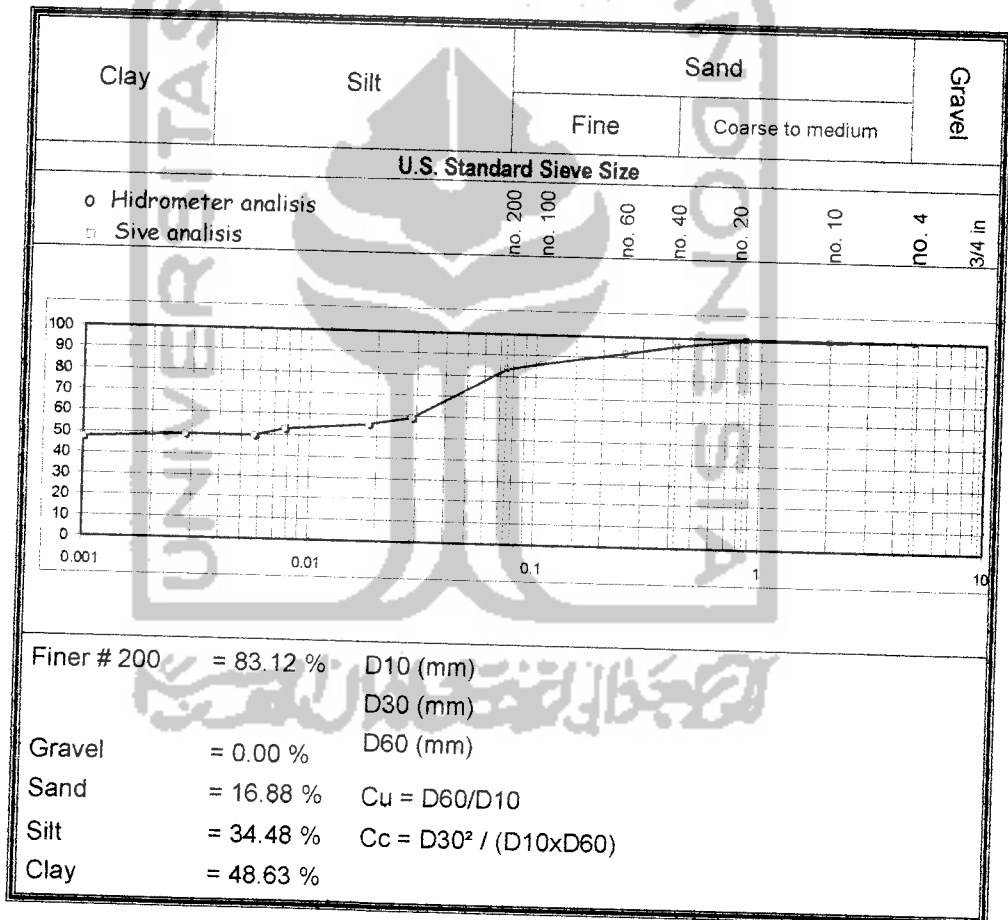 Clay Silt Sand Gravel
Fine Coarse to medium
U.S. Standard Sieve Size
o Hidrometer analisis
□ Sive analisis
no. 200 no. 100 no. 60 no. 40 no. 20 no. 10 no. 4 3/4 in
100
90
80
70
60
50
40
30
20
10
0
0.001 0.01 0.1 1 10
Finer # 200 = 83.12 % D10 (mm)
D30 (mm)
D60 (mm)
Gravel = 0.00 %
Sand = 16.88 % Cu = D60/D10
Silt = 34.48 % Cc = D30² / (D10xD60)
Clay = 48.63 %
UNIVERSITAS
ISLAM INDONESIA